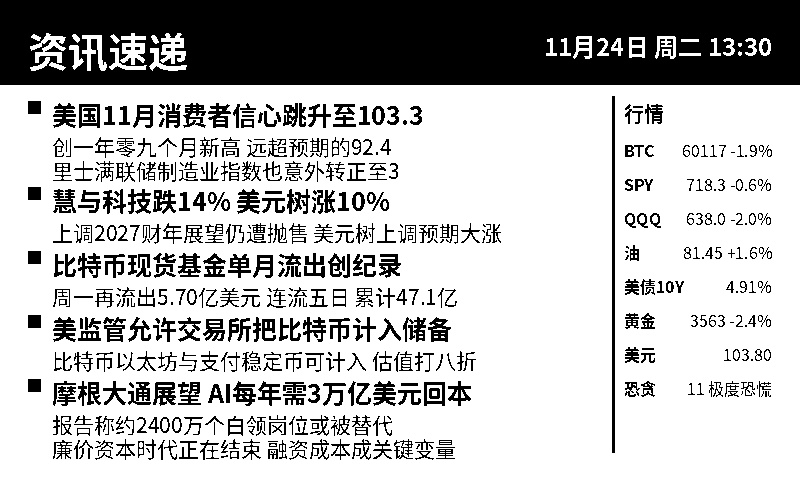 资讯速递
11月24日 周二 13:30
美国11月消费者信心跳升至103.3
创一年零九个月新高 远超预期的92.4
里士满联储制造业指数也意外转正至3
慧与科技跌14% 美元树涨10%
上调2027财年展望仍遭抛售 美元树上调预期大涨
比特币现货基金单月流出创纪录
周一再流出5.70亿美元 连流五日 累计47.1亿
美监管允许交易所把比特币计入储备
比特币以太坊与支付稳定币可计入 估值打八折
摩根大通展望 AI每年需3万亿美元回本
报告称约2400万个白领岗位或被替代
廉价资本时代正在结束 融资成本成关键变量
行情
BTC 60117 -1.9%
SPY 718.3 -0.6%
QQQ 638.0 -2.0%
油 81.45 +1.6%
美债10Y 4.91%
黄金 3563 -2.4%
美元 103.80
恐贪 11 极度恐慌